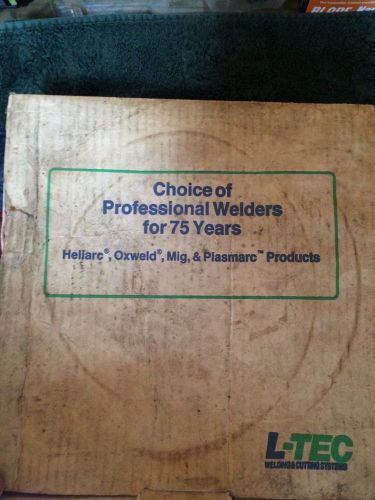 Choice of
Professional Welders
for 75 Years
Heliarc®, Oxweld®, Mig, & Plasmarc™ Products
L-TEC
WELDING & CUTTING SYSTEMS